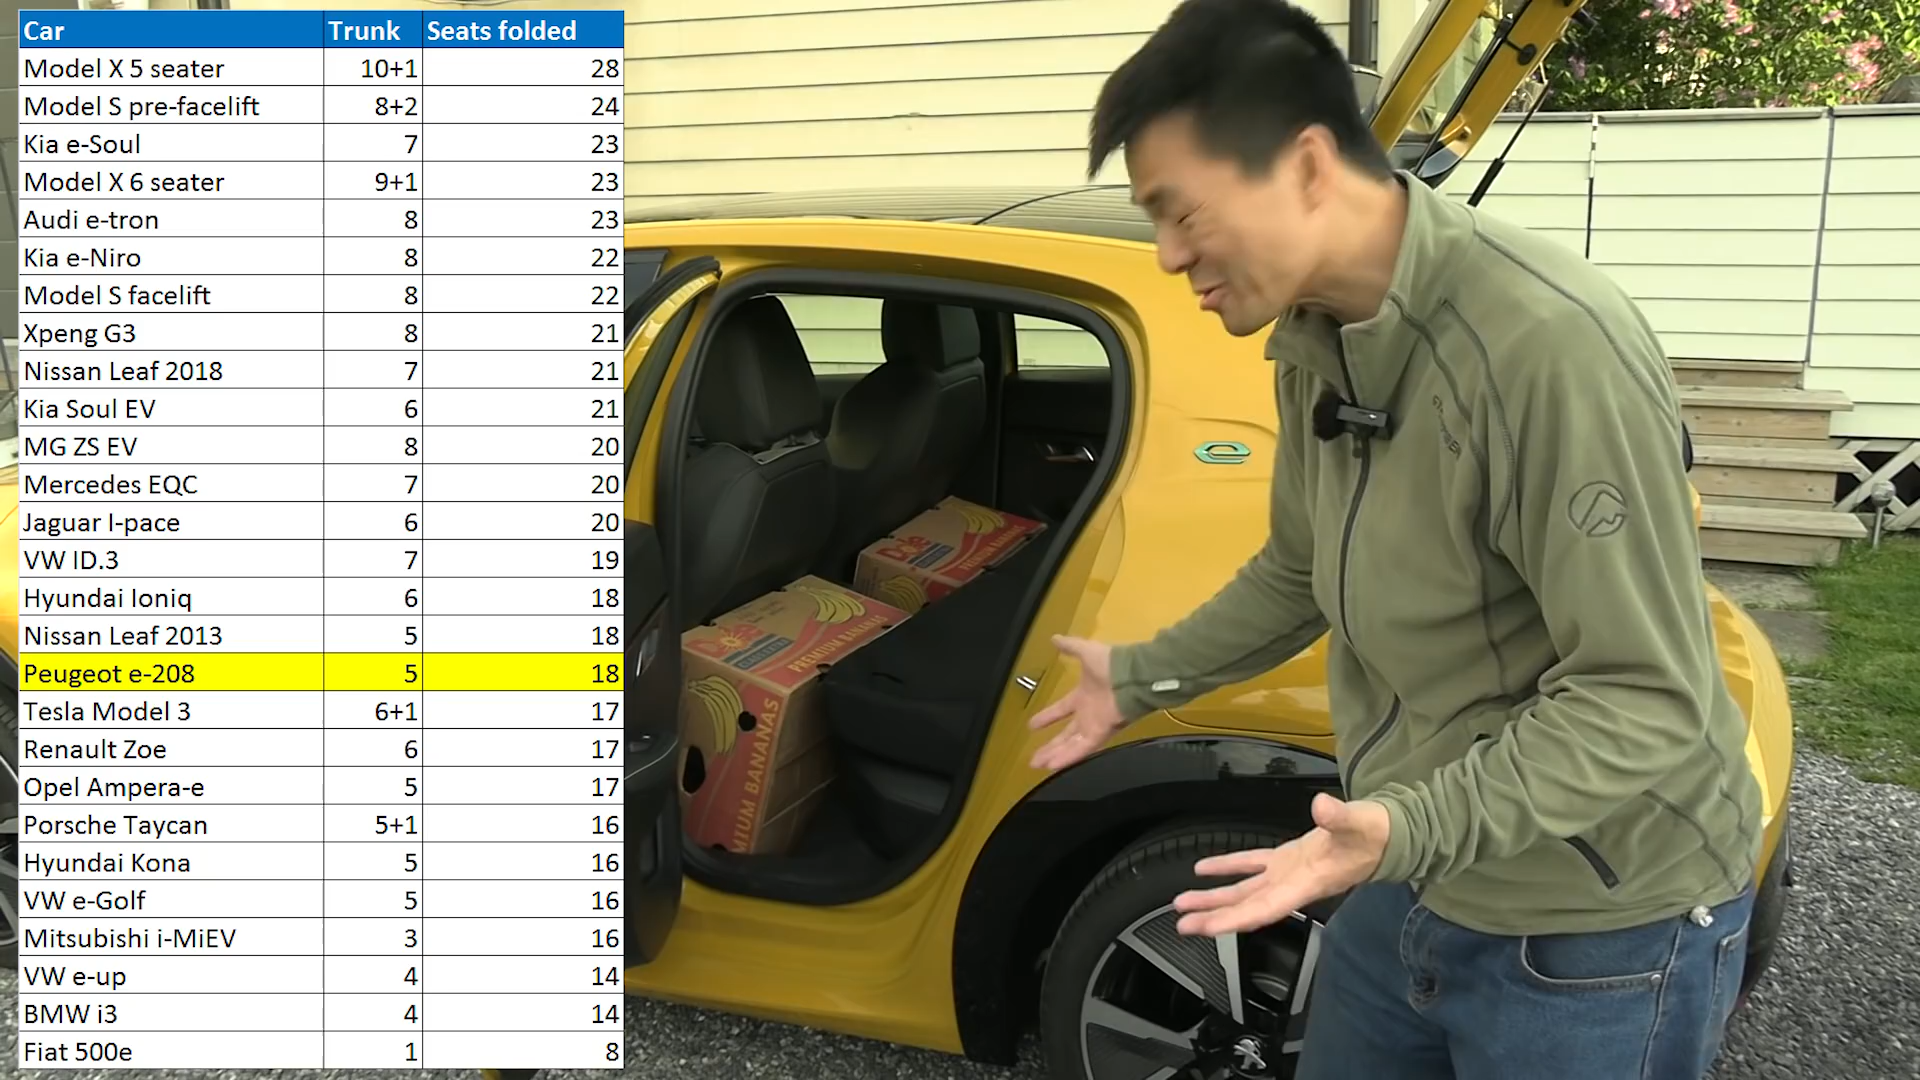 Car Trunk Seats folded
Model X 5 seater 10+1 28
Model S pre-facelift 8+2 24
Kia e-Soul 7 23
Model X 6 seater 9+1 23
Audi e-tron 8 23
Kia e-Niro 8 22
Model S facelift 8 22
Xpeng G3 8 21
Nissan Leaf 2018 7 21
Kia Soul EV 6 21
MG ZS EV 8 20
Mercedes EQC 7 20
Jaguar I-pace 6 20
VW ID.3 7 19
Hyundai Ioniq 6 18
Nissan Leaf 2013 5 18
Peugeot e-208 5 18
Tesla Model 3 6+1 17
Renault Zoe 6 17
Opel Ampera-e 5 17
Porsche Taycan 5+1 16
Hyundai Kona 5 16
VW e-Golf 5 16
Mitsubishi i-MiEV 3 16
VW e-up 4 14
BMW i3 4 14
Fiat 500e 1 8
e
Dole
PREMIUM BANANAS
Dole
PREMIUM BANANAS
MIUM BANANAS